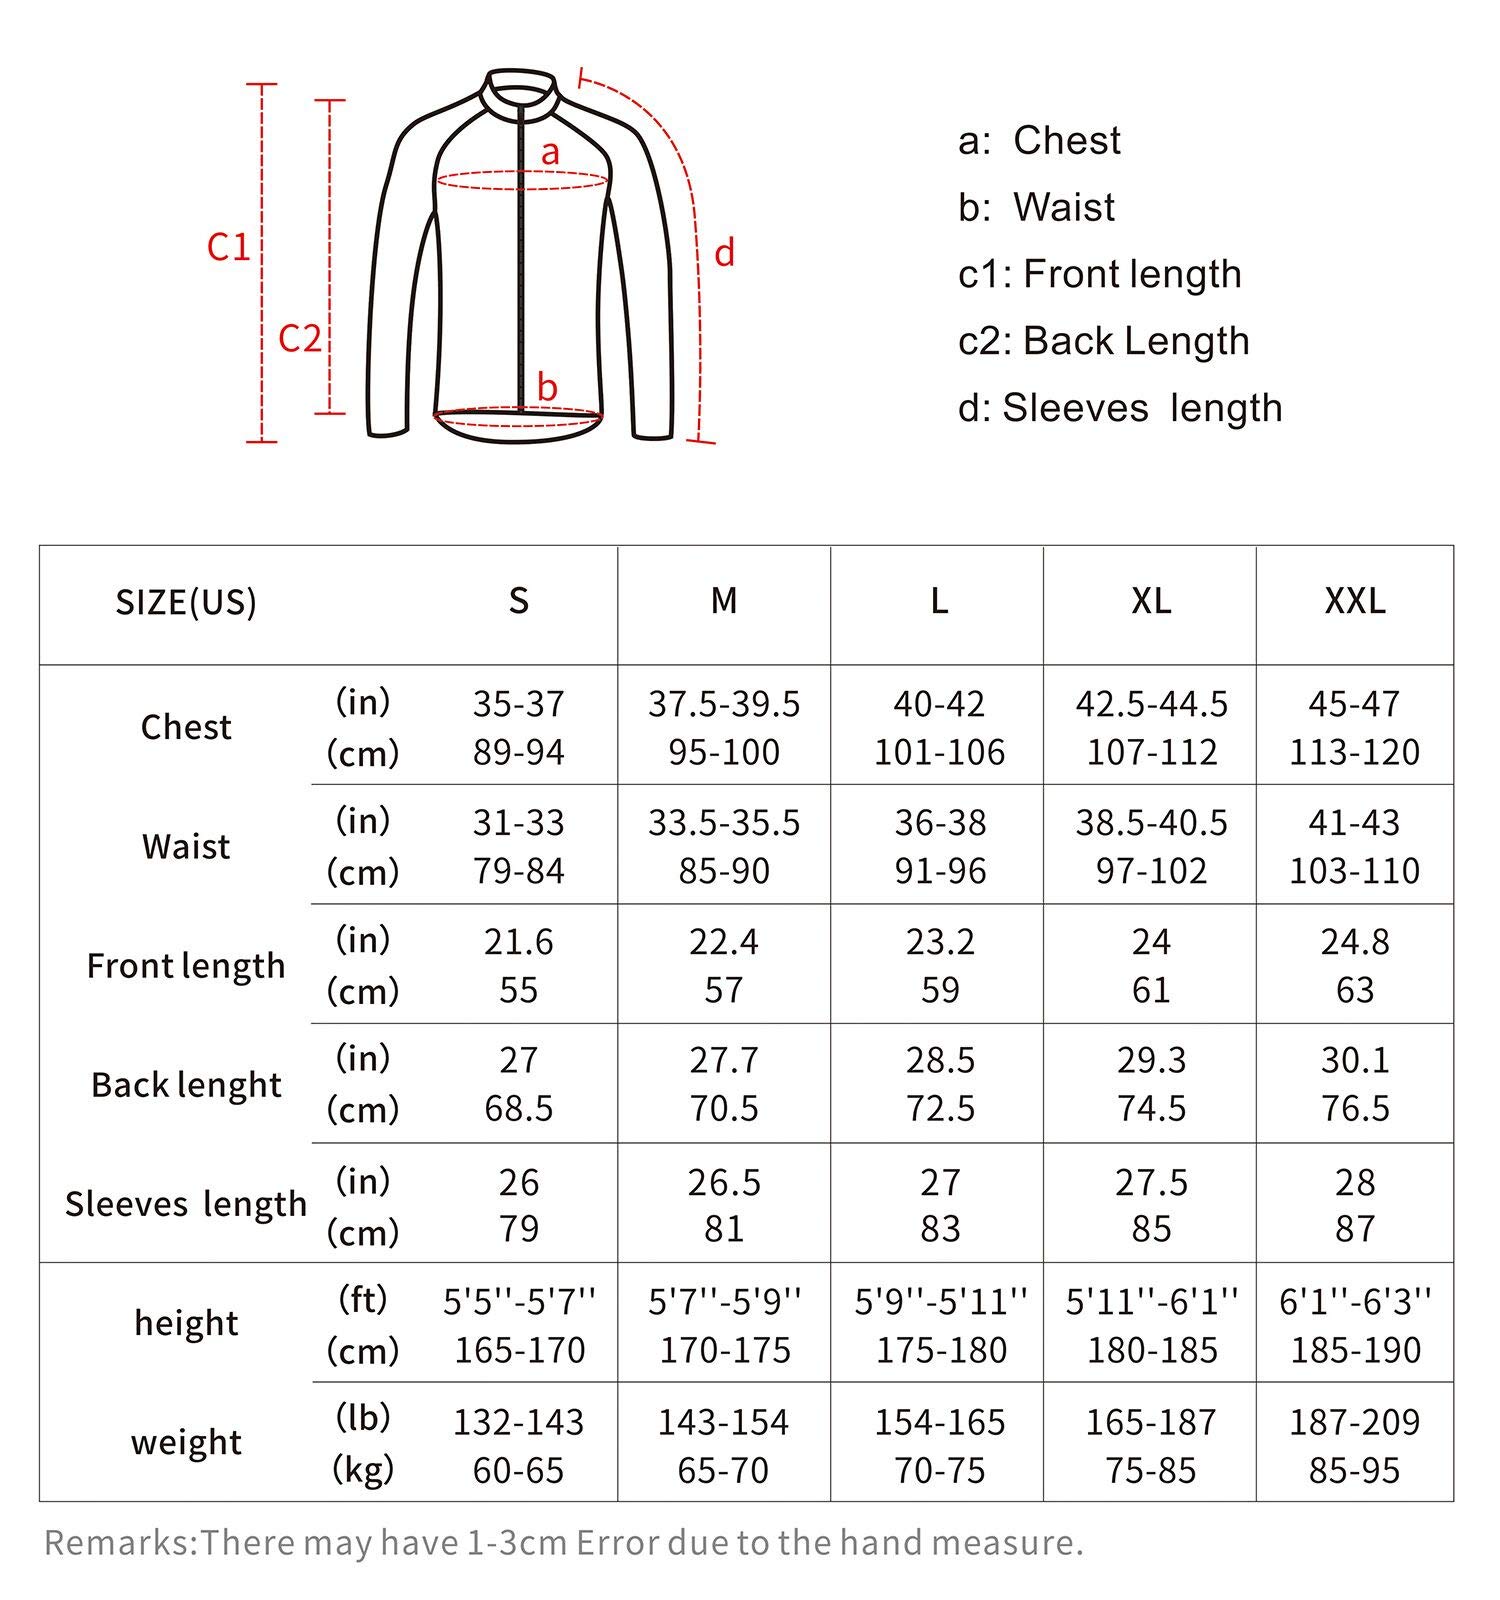 C1
C2
a
b
d
a: Chest
b: Waist
c1: Front length
c2: Back Length
d: Sleeves length
SIZE(US) S M L XL XXL
Chest (in) 35-37 37.5-39.5 40-42 42.5-44.5 45-47
(cm) 89-94 95-100 101-106 107-112 113-120
Waist (in) 31-33 33.5-35.5 36-38 38.5-40.5 41-43
(cm) 79-84 85-90 91-96 97-102 103-110
Front length (in) 21.6 22.4 23.2 24 24.8
(cm) 55 57 59 61 63
Back lenght (in) 27 27.7 28.5 29.3 30.1
(cm) 68.5 70.5 72.5 74.5 76.5
Sleeves length (in) 26 26.5 27 27.5 28
(cm) 79 81 83 85 87
height (ft) 5'5''-5'7'' 5'7''-5'9'' 5'9''-5'11'' 5'11''-6'1'' 6'1''-6'3''
(cm) 165-170 170-175 175-180 180-185 185-190
weight (lb) 132-143 143-154 154-165 165-187 187-209
(kg) 60-65 65-70 70-75 75-85 85-95
Remarks:There may have 1-3cm Error due to the hand measure.